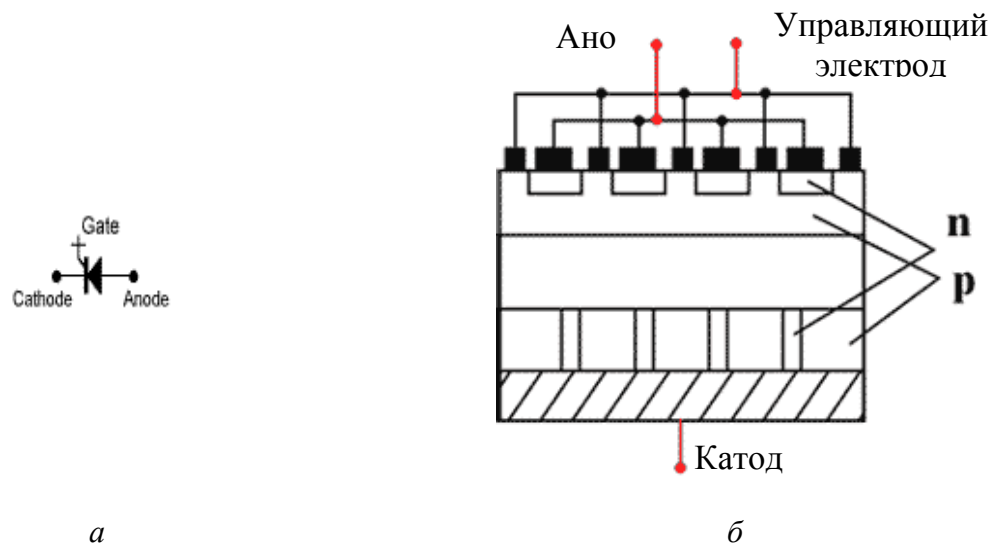 Ано
Управляющий
электрод
Gate
Cathode
Anode
n
p
Катод
а
б